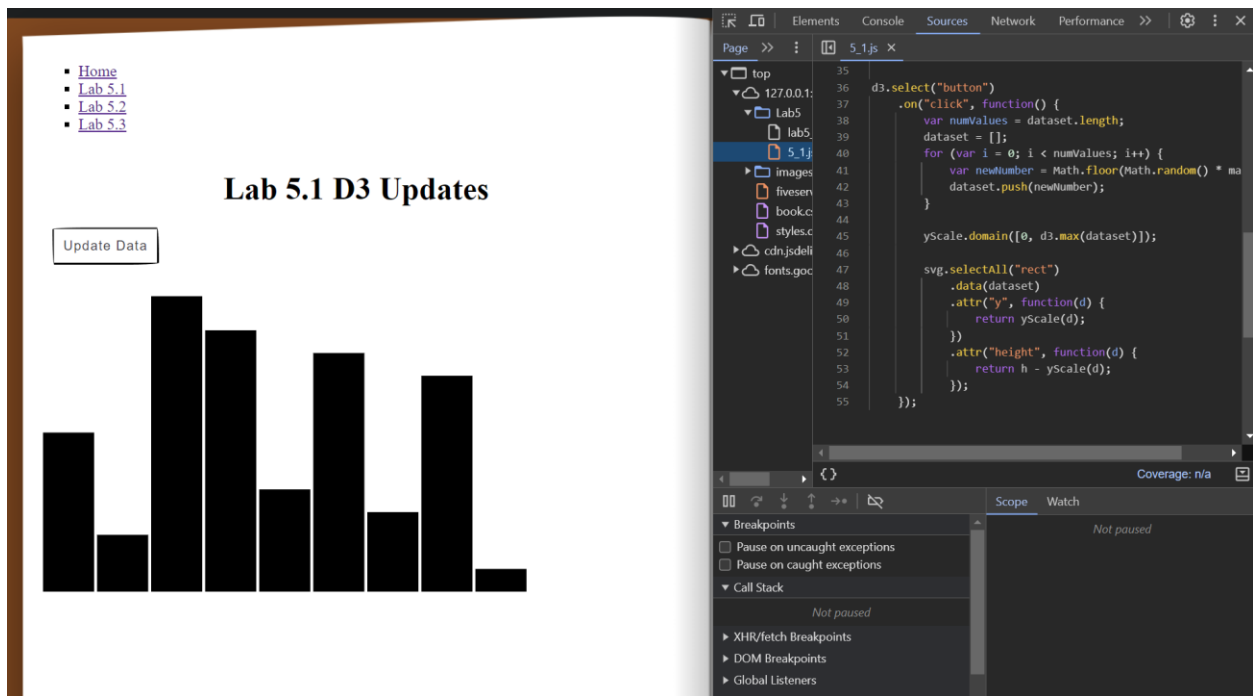 Home
Lab 5.1
Lab 5.2
Lab 5.3
Lab 5.1 D3 Updates
Update Data
Elements Console Sources Network Performance
Page
5_1.js
top
127.0.0.1:
Lab5
lab5_
5_1.j
images
fiveserv
book.c
styles.c
cdn.jsdeli
fonts.goo
35
36 d3.select("button")
37 .on("click", function() {
38 var numValues = dataset.length;
39 dataset = [];
40 for (var i = 0; i < numValues; i++) {
41 var newNumber = Math.floor(Math.random() * ma
42 dataset.push(newNumber);
43 }
44
45 yScale.domain([0, d3.max(dataset)]);
46
47 svg.selectAll("rect")
48 .data(dataset)
49 .attr("y", function(d) {
50 return yScale(d);
51 })
52 .attr("height", function(d) {
53 return h - yScale(d);
54 });
55 });
{}
Coverage: n/a
Breakpoints
Pause on uncaught exceptions
Pause on caught exceptions
Call Stack
Not paused
XHR/fetch Breakpoints
DOM Breakpoints
Global Listeners
Scope Watch
Not paused